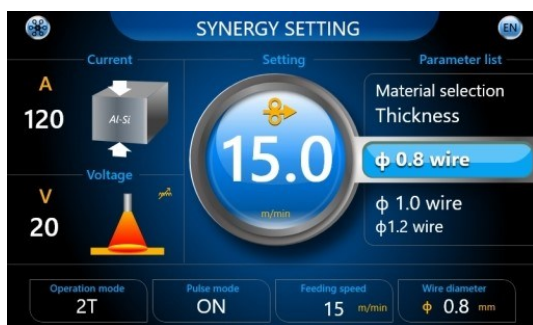 SYNERGY SETTING
EN
Current
A
120
Al-Si
Voltage
V
20
Setting
15.0
m/min
Parameter list
Material selection
Thickness
ϕ 0.8 wire
ϕ 1.0 wire
ϕ1.2 wire
Operation mode
2T
Pulse mode
ON
Feeding speed
15 m/min
Wire diameter
ϕ 0.8 mm